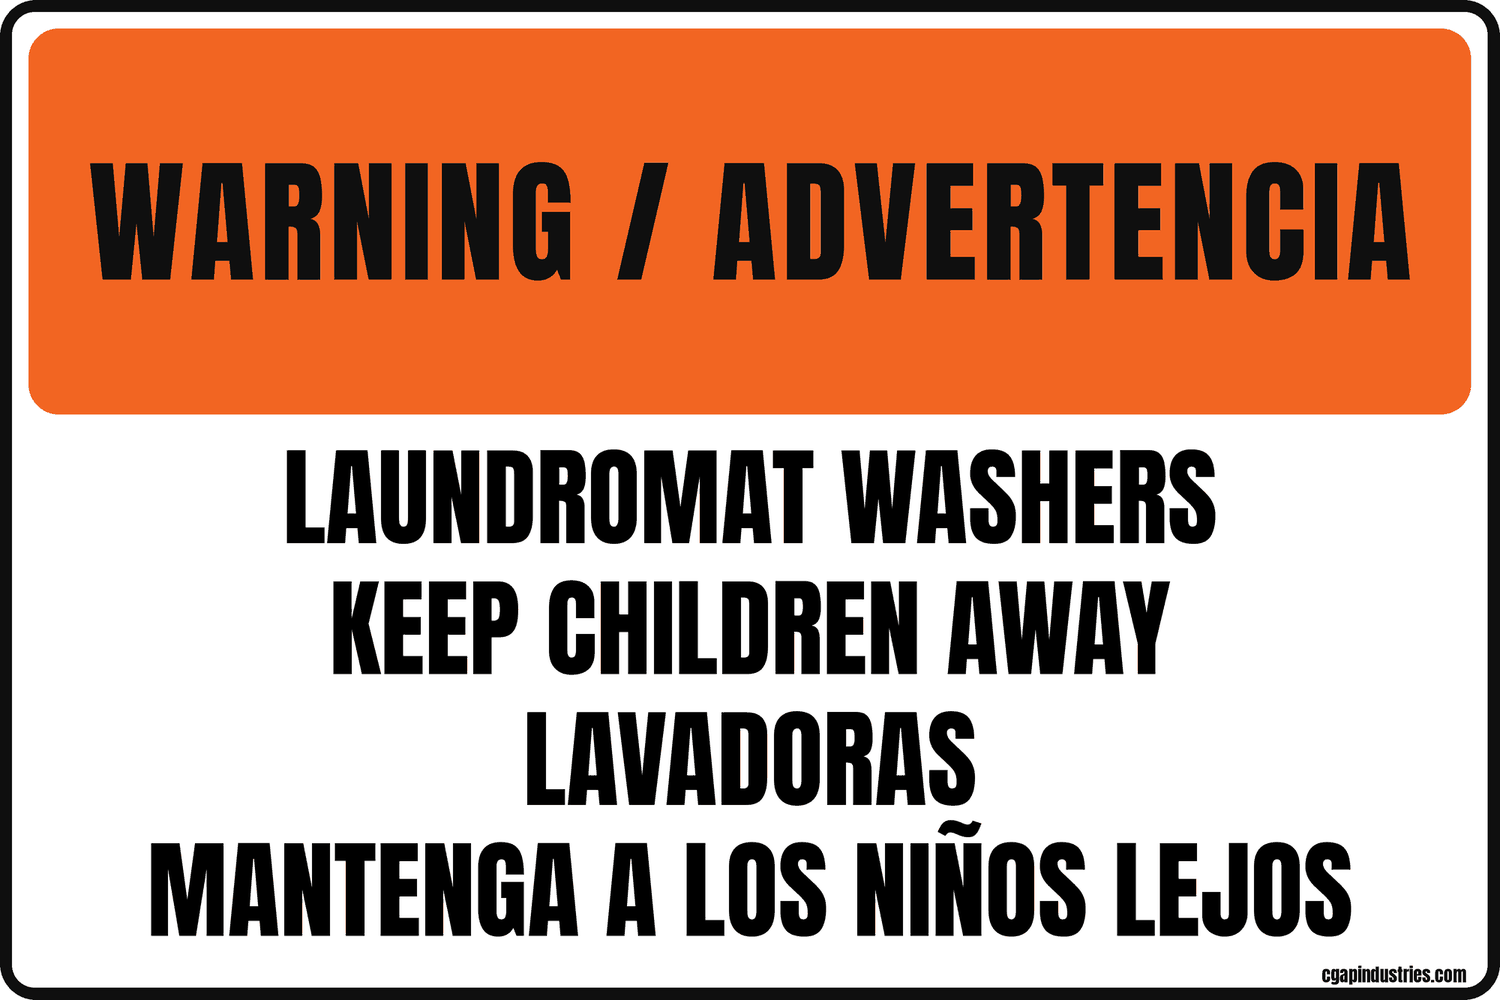 WARNING / ADVERTENCIA
LAUNDROMAT WASHERS
KEEP CHILDREN AWAY
LAVADORAS
MANTENGA A LOS NIÑOS LEJOS
cgapindustries.com